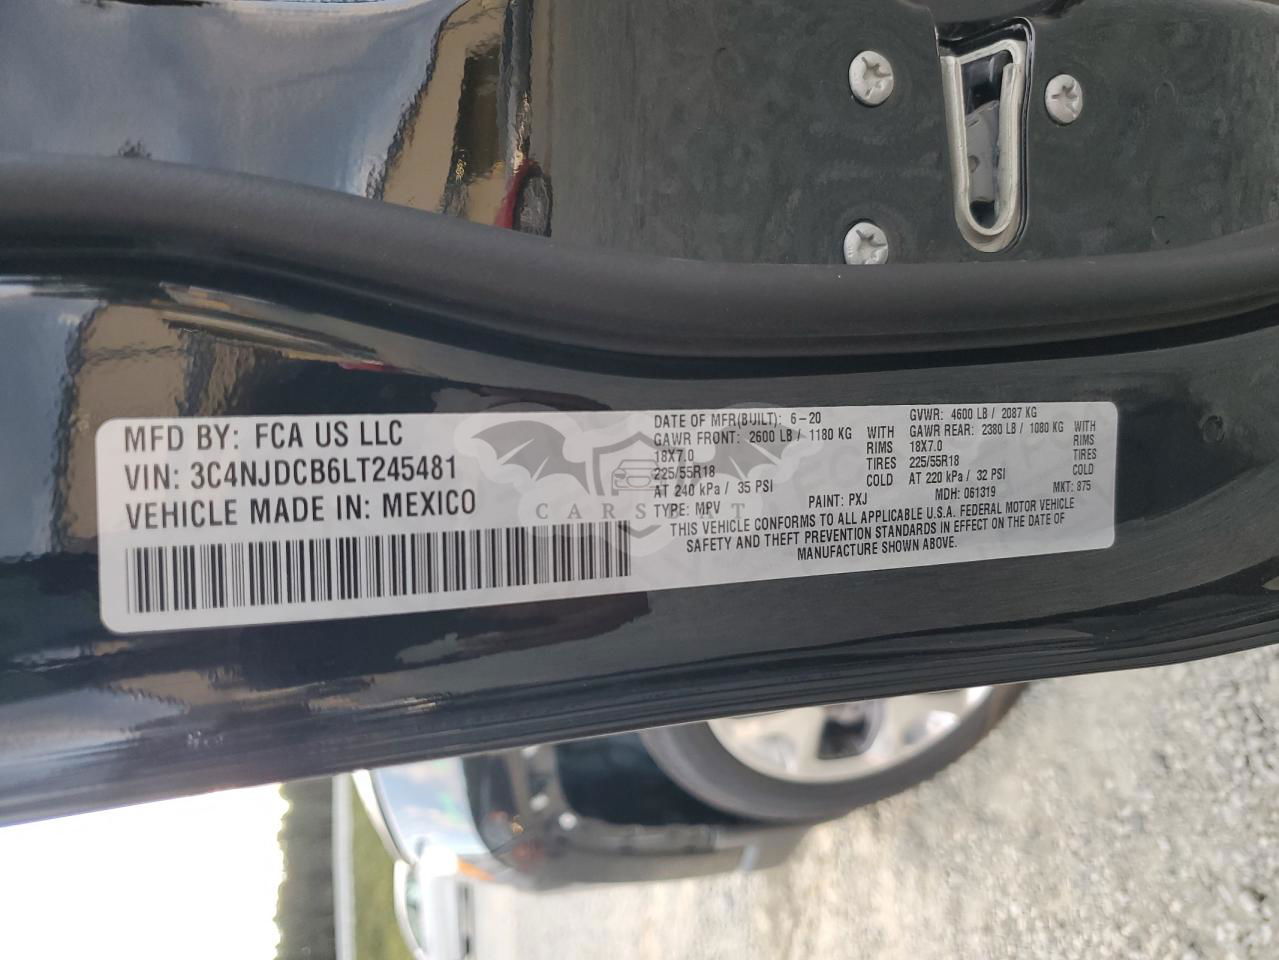 MFD BY: FCA US LLC
VIN: 3C4NJDCB6LT245481
VEHICLE MADE IN: MEXICO
DATE OF MFR(BUILT): 6-20 GVWR: 4600 LB / 2087 KG
GAWR FRONT: 2600 LB / 1180 KG WITH GAWR REAR: 2380 LB / 1080 KG WITH
18X7.0 RIMS 18X7.0 RIMS
225/55R18 TIRES 225/55R18 TIRES
AT 240 kPa / 35 PSI COLD AT 220 kPa / 32 PSI COLD
TYPE: MPV PAINT: PXJ MDH: 061319 MKT: 875
THIS VEHICLE CONFORMS TO ALL APPLICABLE U.S.A. FEDERAL MOTOR VEHICLE
SAFETY AND THEFT PREVENTION STANDARDS IN EFFECT ON THE DATE OF
MANUFACTURE SHOWN ABOVE.
CARSBAT